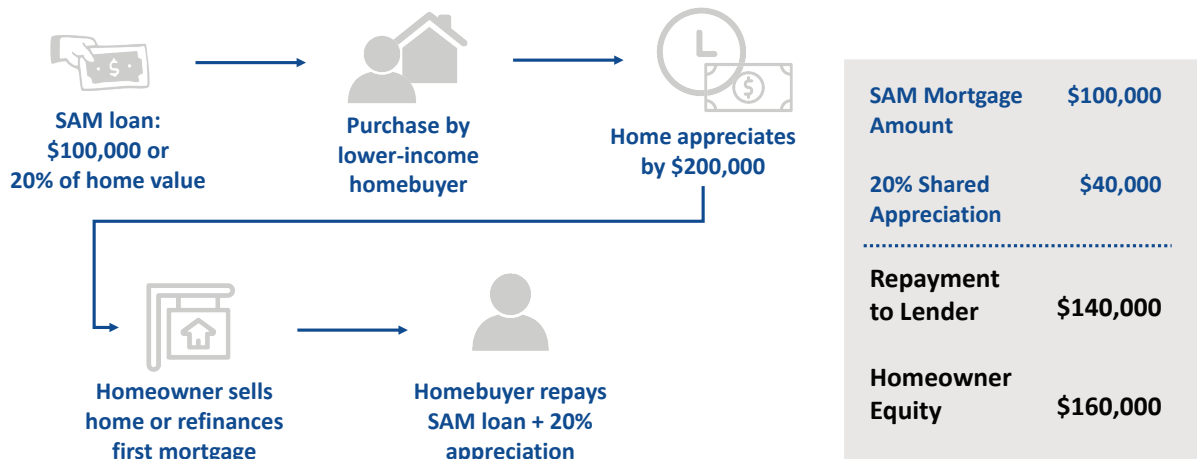 SAM loan:
$100,000 or
20% of home value
Purchase by
lower-income
homebuyer
Home appreciates
by $200,000
Homeowner sells
home or refinances
first mortgage
Homebuyer repays
SAM loan + 20%
appreciation
SAM Mortgage $100,000
Amount
20% Shared $40,000
Appreciation
Repayment
to Lender $140,000
Homeowner
Equity $160,000